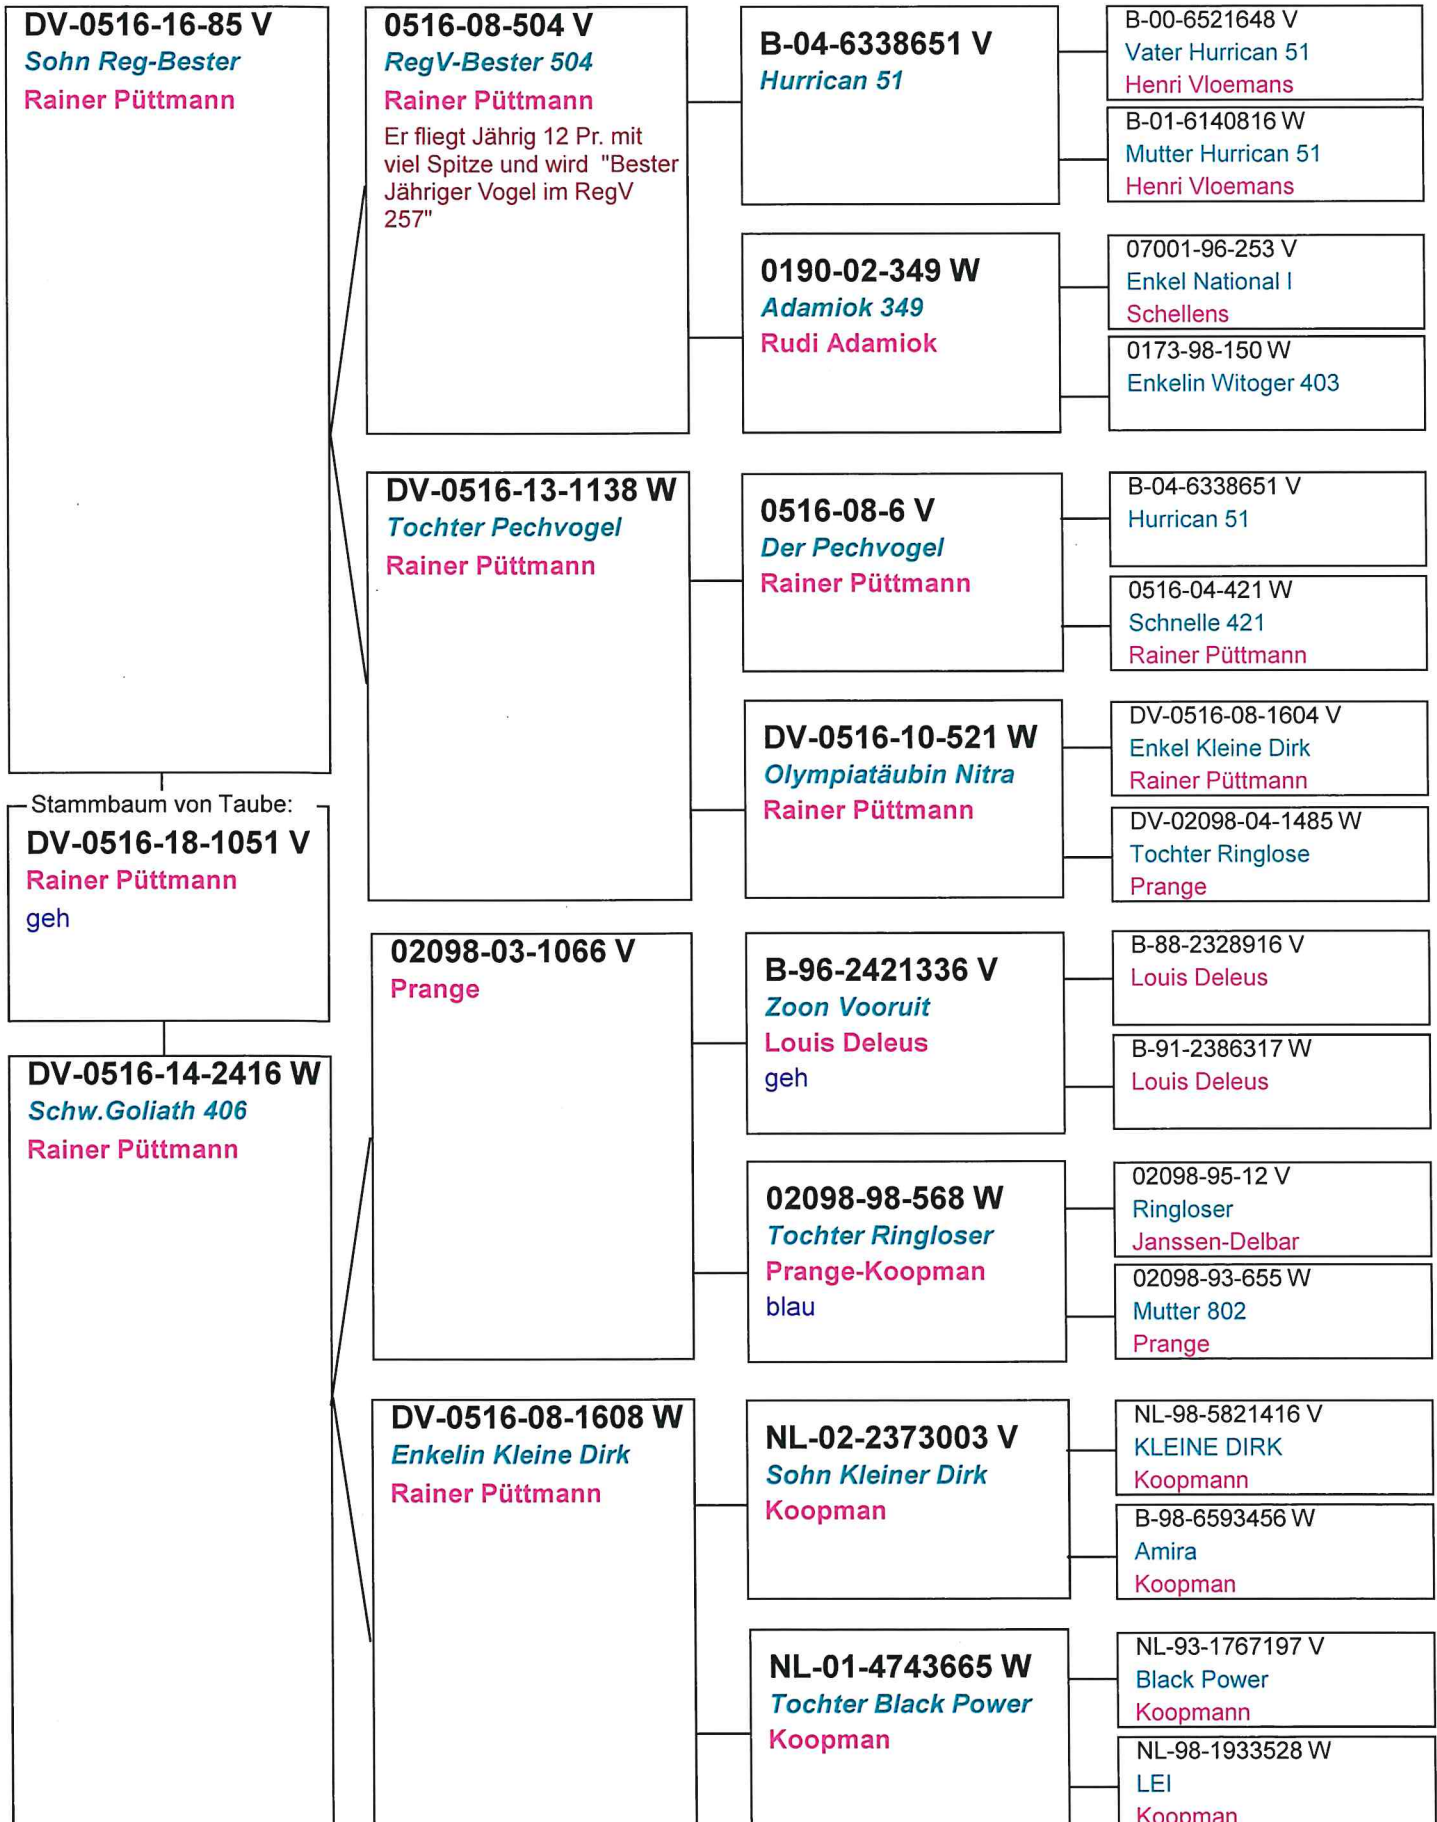 DV-0516-16-85 V
Sohn Reg-Bester
Rainer Püttmann
Stammbaum von Taube:
DV-0516-18-1051 V
Rainer Püttmann
geh
DV-0516-14-2416 W
Schw.Goliath 406
Rainer Püttmann
0516-08-504 V
RegV-Bester 504
Rainer Püttmann
Er fliegt Jährig 12 Pr. mit
viel Spitze und wird "Bester
Jähriger Vogel im RegV
257"
DV-0516-13-1138 W
Tochter Pechvogel
Rainer Püttmann
02098-03-1066 V
Prange
DV-0516-08-1608 W
Enkelin Kleine Dirk
Rainer Püttmann
B-04-6338651 V
Hurrican 51
0190-02-349 W
Adamiok 349
Rudi Adamiok
0516-08-6 V
Der Pechvogel
Rainer Püttmann
DV-0516-10-521 W
Olympiatäubin Nitra
Rainer Püttmann
B-96-2421336 V
Zoon Vooruit
Louis Deleus
geh
02098-98-568 W
Tochter Ringloser
Prange-Koopman
blau
NL-02-2373003 V
Sohn Kleiner Dirk
Koopman
NL-01-4743665 W
Tochter Black Power
Koopman
B-00-6521648 V
Vater Hurrican 51
Henri Vloemans
B-01-6140816 W
Mutter Hurrican 51
Henri Vloemans
07001-96-253 V
Enkel National I
Schellens
0173-98-150 W
Enkelin Witoger 403
B-04-6338651 V
Hurrican 51
0516-04-421 W
Schnelle 421
Rainer Püttmann
DV-0516-08-1604 V
Enkel Kleine Dirk
Rainer Püttmann
DV-02098-04-1485 W
Tochter Ringlose
Prange
B-88-2328916 V
Louis Deleus
B-91-2386317 W
Louis Deleus
02098-95-12 V
Ringloser
Janssen-Delbar
02098-93-655 W
Mutter 802
Prange
NL-98-5821416 V
KLEINE DIRK
Koopmann
B-98-6593456 W
Amira
Koopman
NL-93-1767197 V
Black Power
Koopmann
NL-98-1933528 W
LEI
Koopman